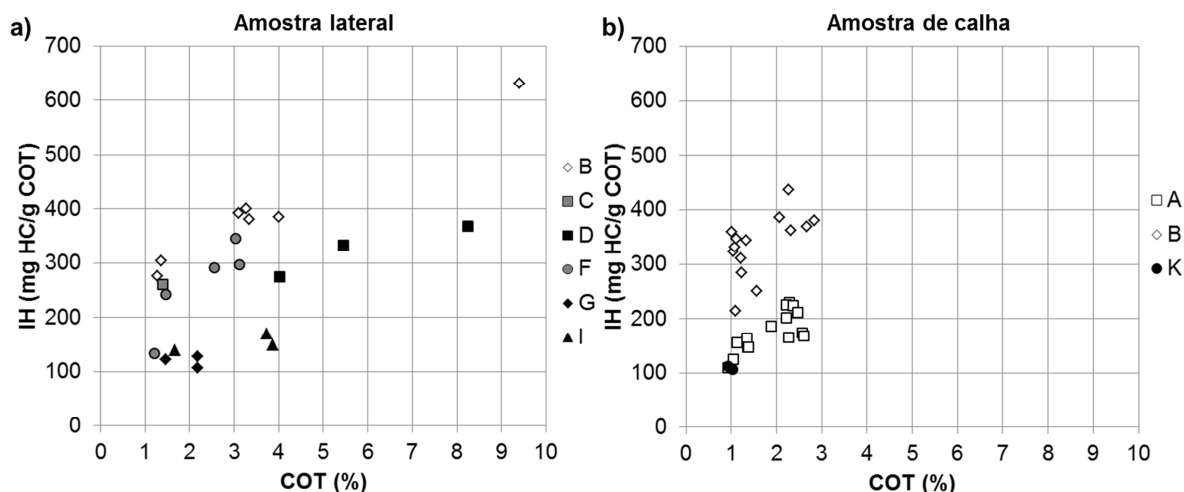 a) Amostra lateral
700
600
500
400
300
200
100
0
IH (mg HC/g COT)
0 1 2 3 4 5 6 7 8 9 10
COT (%)
B
C
D
F
G
I
b) Amostra de calha
700
600
500
400
300
200
100
0
IH (mg HC/g COT)
0 1 2 3 4 5 6 7 8 9 10
COT (%)
A
B
K